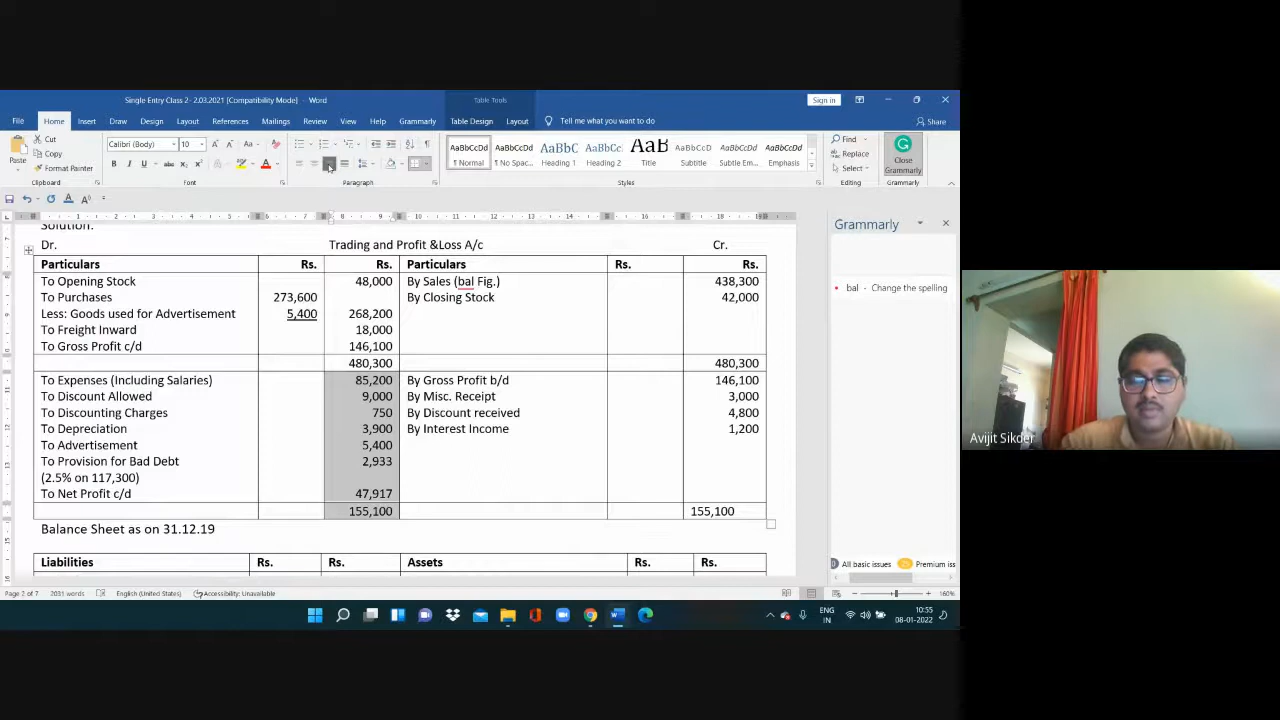 Single Entry Class 2- 2.03.2021 [Compatibility Mode] - Word
Table Tools
Sign in
File Home Insert Draw Design Layout References Mailings Review View Help Grammarly Table Design Layout Tell me what you want to do Share
Paste
Cut
Copy
Format Painter
Clipboard
Calibri (Body) 10
Font
Paragraph
AaBbCcDd AaBbCcDd AaBbC AaBbCc AaB AaBbCcD AaBbCcDd AaBbCcDd
¶ Normal ¶ No Spac... Heading 1 Heading 2 Title Subtitle Subtle Em... Emphasis
Styles
Find
Replace
Select
Editing
Close
Grammarly
Grammarly
Solution:
Dr. Trading and Profit &Loss A/c Cr.
Particulars Rs. Rs. Particulars Rs. Rs.
To Opening Stock 48,000 By Sales (bal Fig.) 438,300
To Purchases 273,600 By Closing Stock 42,000
Less: Goods used for Advertisement 5,400 268,200
To Freight Inward 18,000
To Gross Profit c/d 146,100
480,300 480,300
To Expenses (Including Salaries) 85,200 By Gross Profit b/d 146,100
To Discount Allowed 9,000 By Misc. Receipt 3,000
To Discounting Charges 750 By Discount received 4,800
To Depreciation 3,900 By Interest Income 1,200
To Advertisement 5,400
To Provision for Bad Debt 2,933
(2.5% on 117,300)
To Net Profit c/d 47,917
155,100 155,100
Balance Sheet as on 31.12.19
Liabilities Rs. Rs. Assets Rs. Rs.
Grammarly
bal - Change the spelling
All basic issues Premium iss
Page 2 of 7 2031 words English (United States) Accessibility: Unavailable 160%
ENG
IN
10:55
08-01-2022
Avijit Sikder